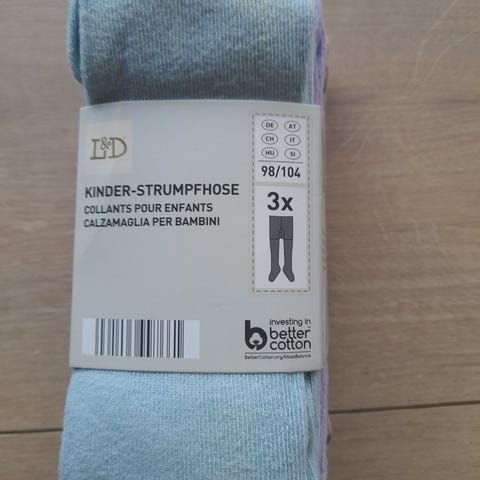 L&D
KINDER-STRUMPFHOSE
COLLANTS POUR ENFANTS
CALZAMAGLIA PER BAMBINI
DE AT
CH IT
HU SI
98/104
3x
investing in
better
cotton
BetterCotton.org/MassBalance